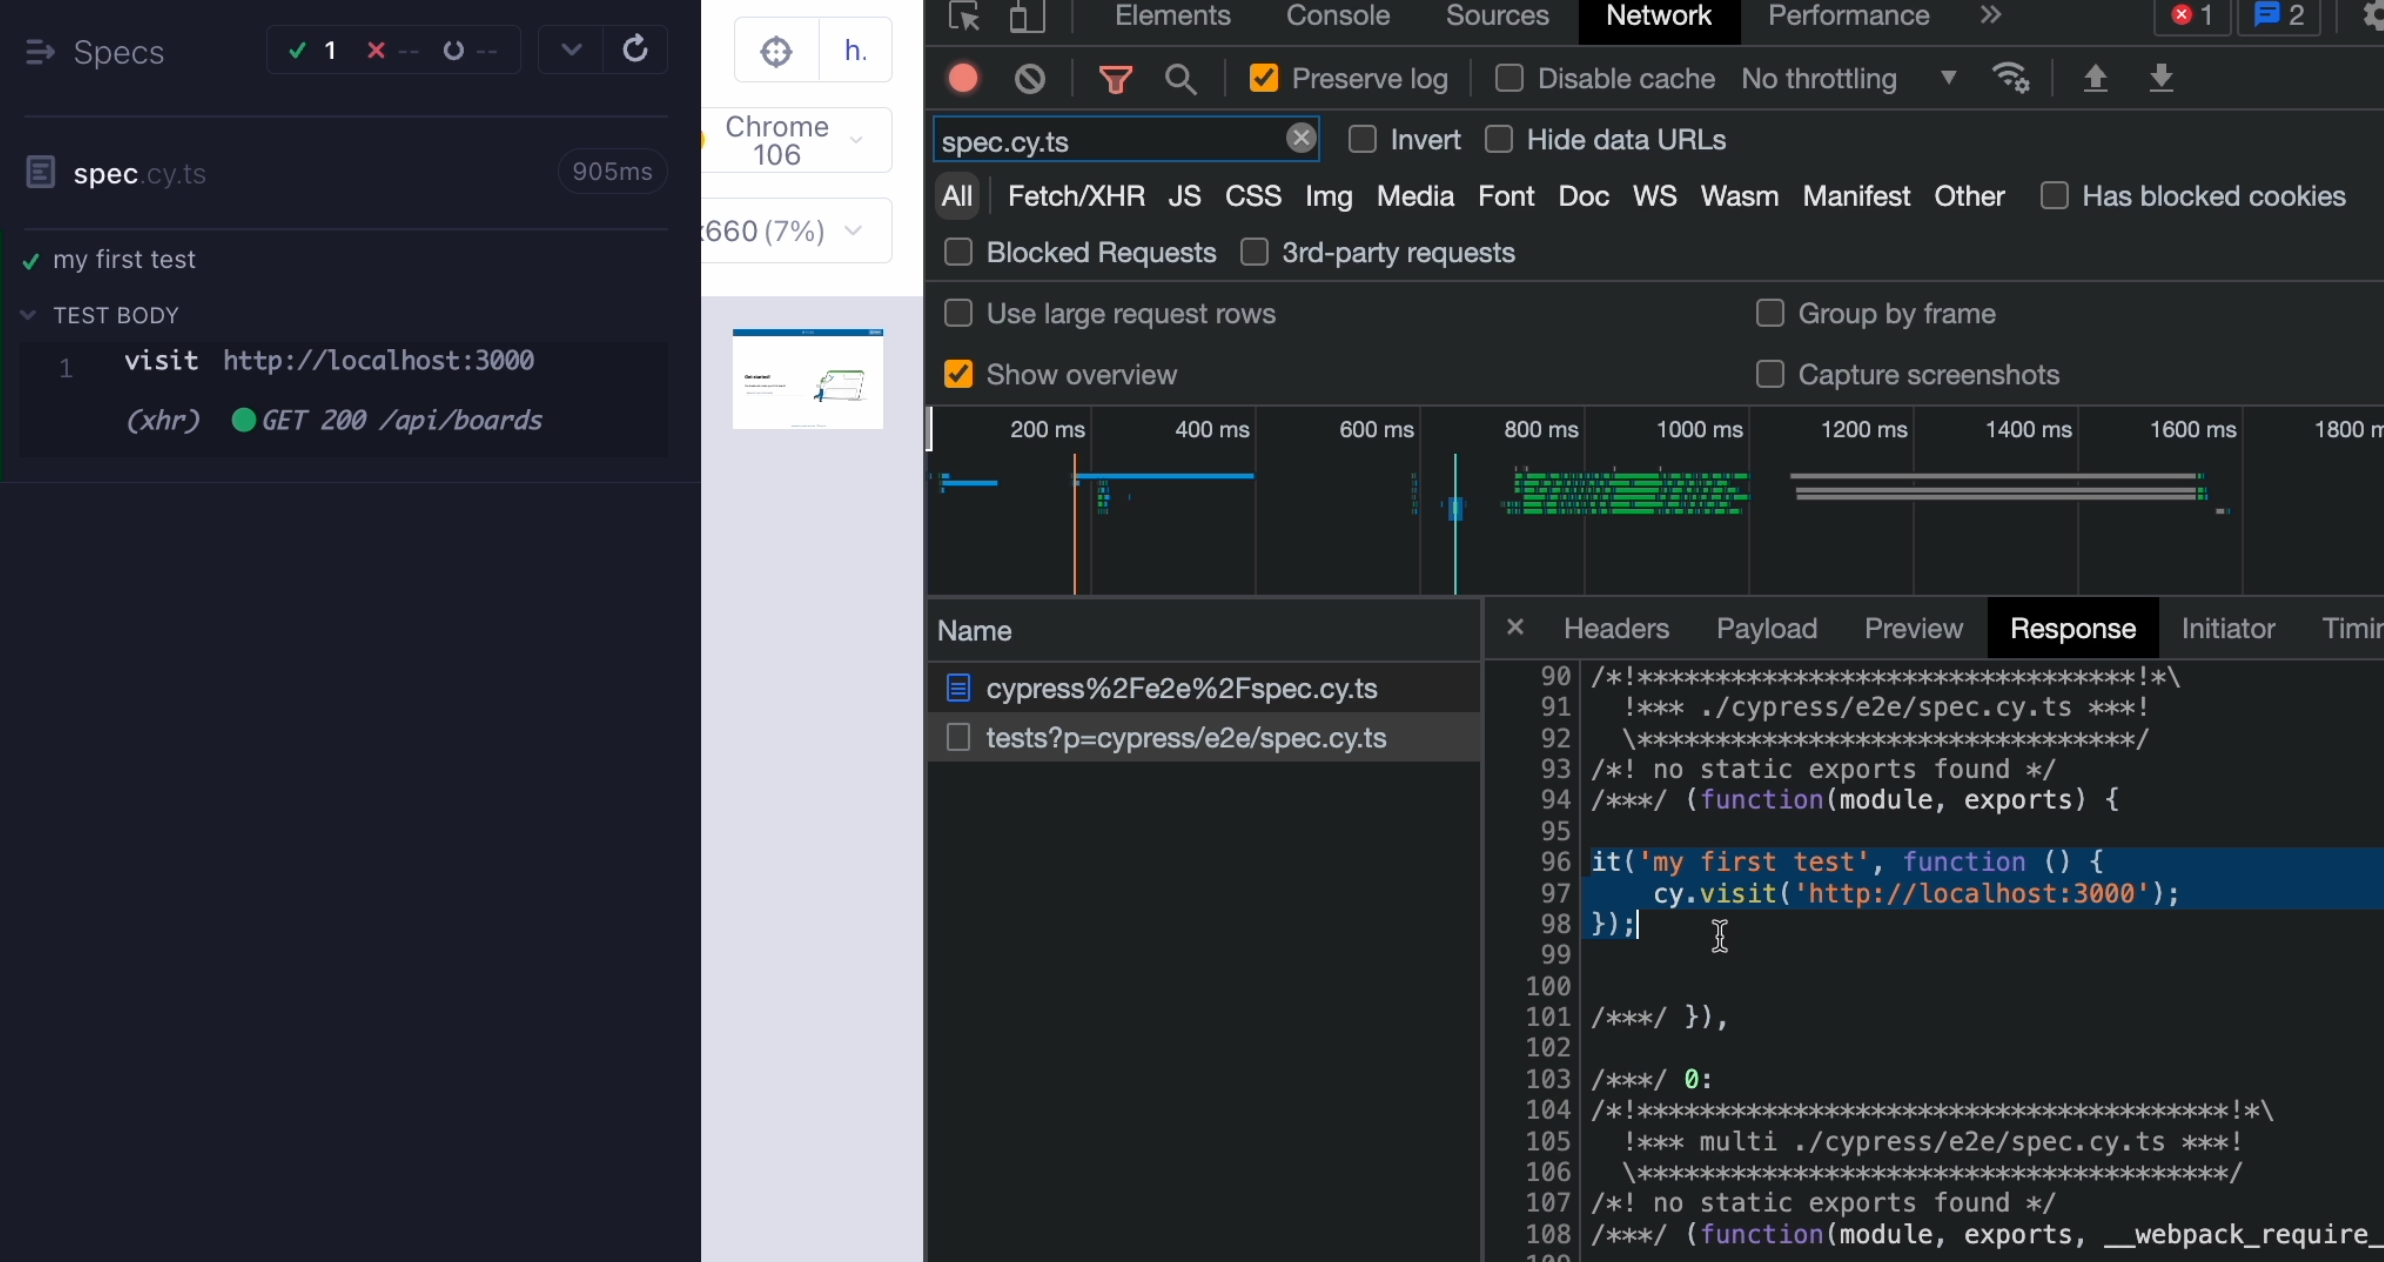 Specs
1 -- --
spec.cy.ts
905ms
my first test
TEST BODY
1 visit http://localhost:3000
(xhr) GET 200 /api/boards
h.
Chrome
106
x660 (7%)
Elements Console Sources Network Performance » 1 2
Preserve log Disable cache No throttling
spec.cy.ts
Invert Hide data URLs
All Fetch/XHR JS CSS Img Media Font Doc WS Wasm Manifest Other Has blocked cookies
Blocked Requests 3rd-party requests
Use large request rows Group by frame
Show overview Capture screenshots
200 ms 400 ms 600 ms 800 ms 1000 ms 1200 ms 1400 ms 1600 ms 1800 m
Name
cypress%2Fe2e%2Fspec.cy.ts
tests?p=cypress/e2e/spec.cy.ts
× Headers Payload Preview Response Initiator Timin
90 /*!********************************!*\
91   !*** ./cypress/e2e/spec.cy.ts ***!
92   \********************************/
93 /*! no static exports found */
94 /***/ (function(module, exports) {
95
96 it('my first test', function () {
97     cy.visit('http://localhost:3000');
98 });
99
100
101 /***/ }),
102
103 /***/ 0:
104 /*!**************************************!*\
105   !*** multi ./cypress/e2e/spec.cy.ts ***!
106   \**************************************/
107 /*! no static exports found */
108 /***/ (function(module, exports, __webpack_require_
109
Get started!